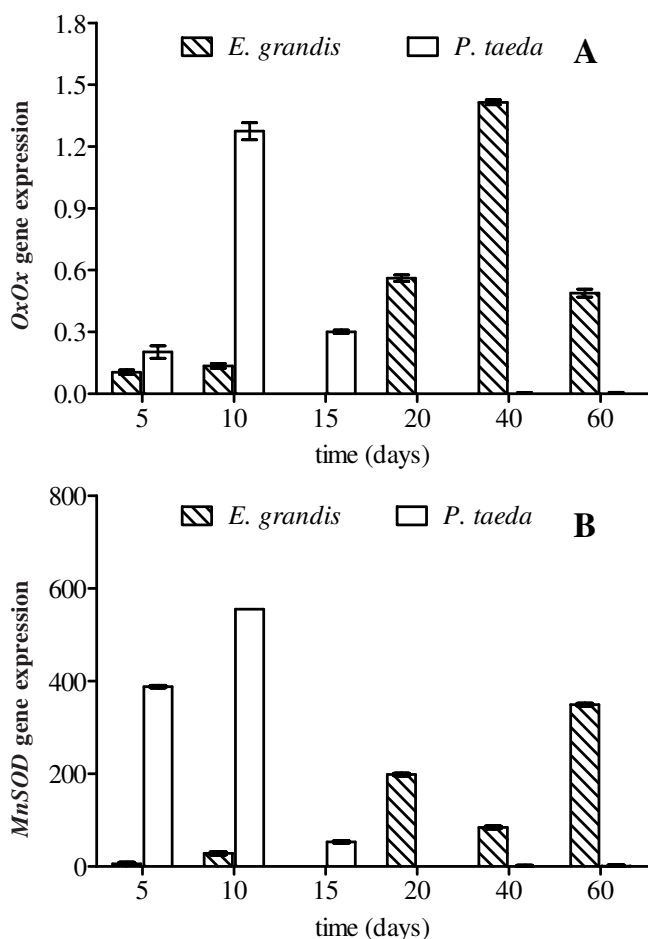 1.8
E. grandis P. taeda A
1.5
1.2
0.9
0.6
0.3
0.0
OxOx gene expression
5 10 15 20 40 60
time (days)
800
E. grandis P. taeda B
600
400
200
0
MnSOD gene expression
5 10 15 20 40 60
time (days)